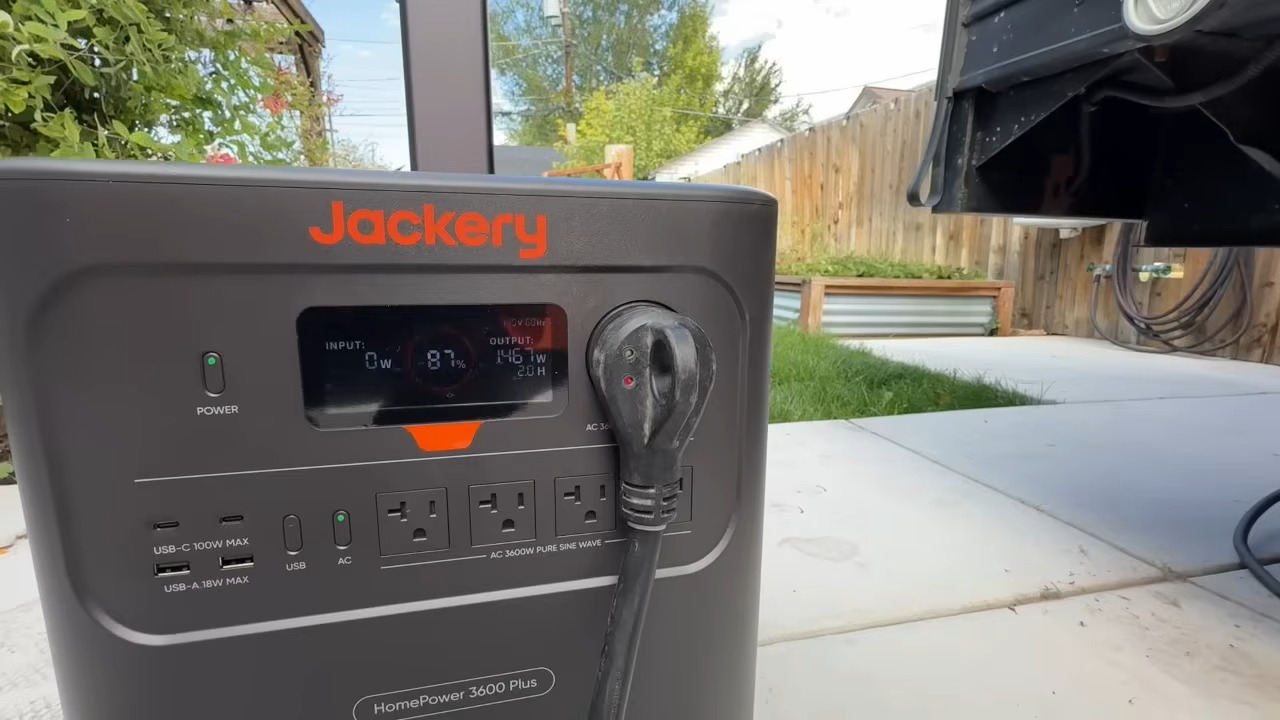 Jackery
INPUT:
0W
87%
OUTPUT:
1467W
2.0 H
POWER
USB-C 100W MAX
USB-A 18W MAX
USB
AC
AC 3600W PURE SINE WAVE
HomePower 3600 Plus